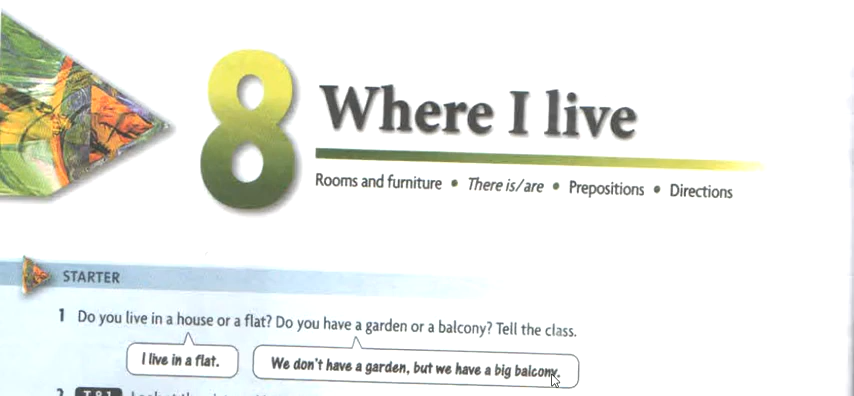 8 Where I live
Rooms and furniture • There is/are • Prepositions • Directions
STARTER
1 Do you live in a house or a flat? Do you have a garden or a balcony? Tell the class.
I live in a flat.
We don't have a garden, but we have a big balcony.